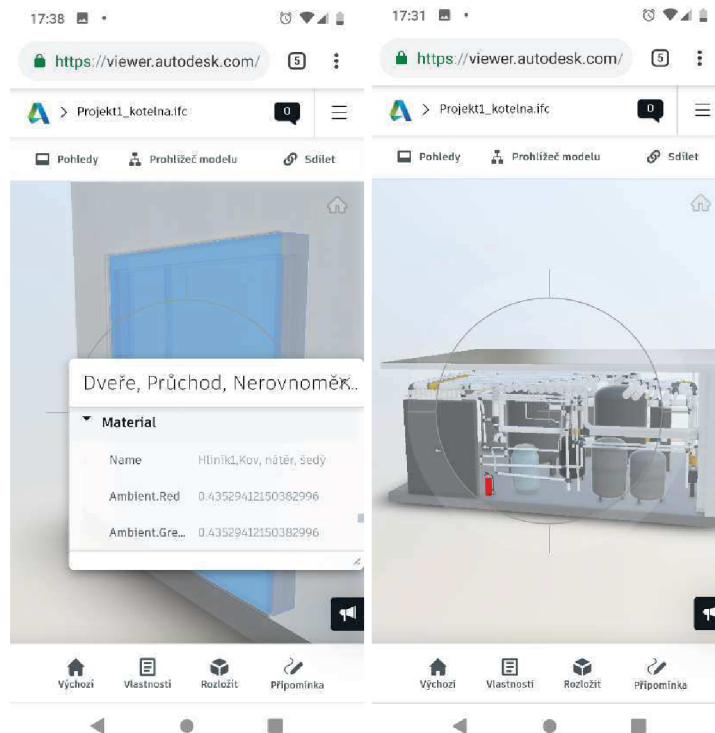 17:38
https://viewer.autodesk.com/
5
> Projekt1_kotelna.ifc
0
Pohledy
Prohlížeč modelu
Sdílet
Dveře, Průchod, Nerovnoměr...
Material
Name
Hliník1,Kov, nátěr, šedý
Ambient.Red
0.43529412150382996
Ambient.Gre...
0.43529412150382996
Výchozí
Vlastnosti
Rozložit
Připomínka
17:31
https://viewer.autodesk.com/
5
> Projekt1_kotelna.ifc
0
Pohledy
Prohlížeč modelu
Sdílet
Výchozí
Vlastnosti
Rozložit
Připomínka